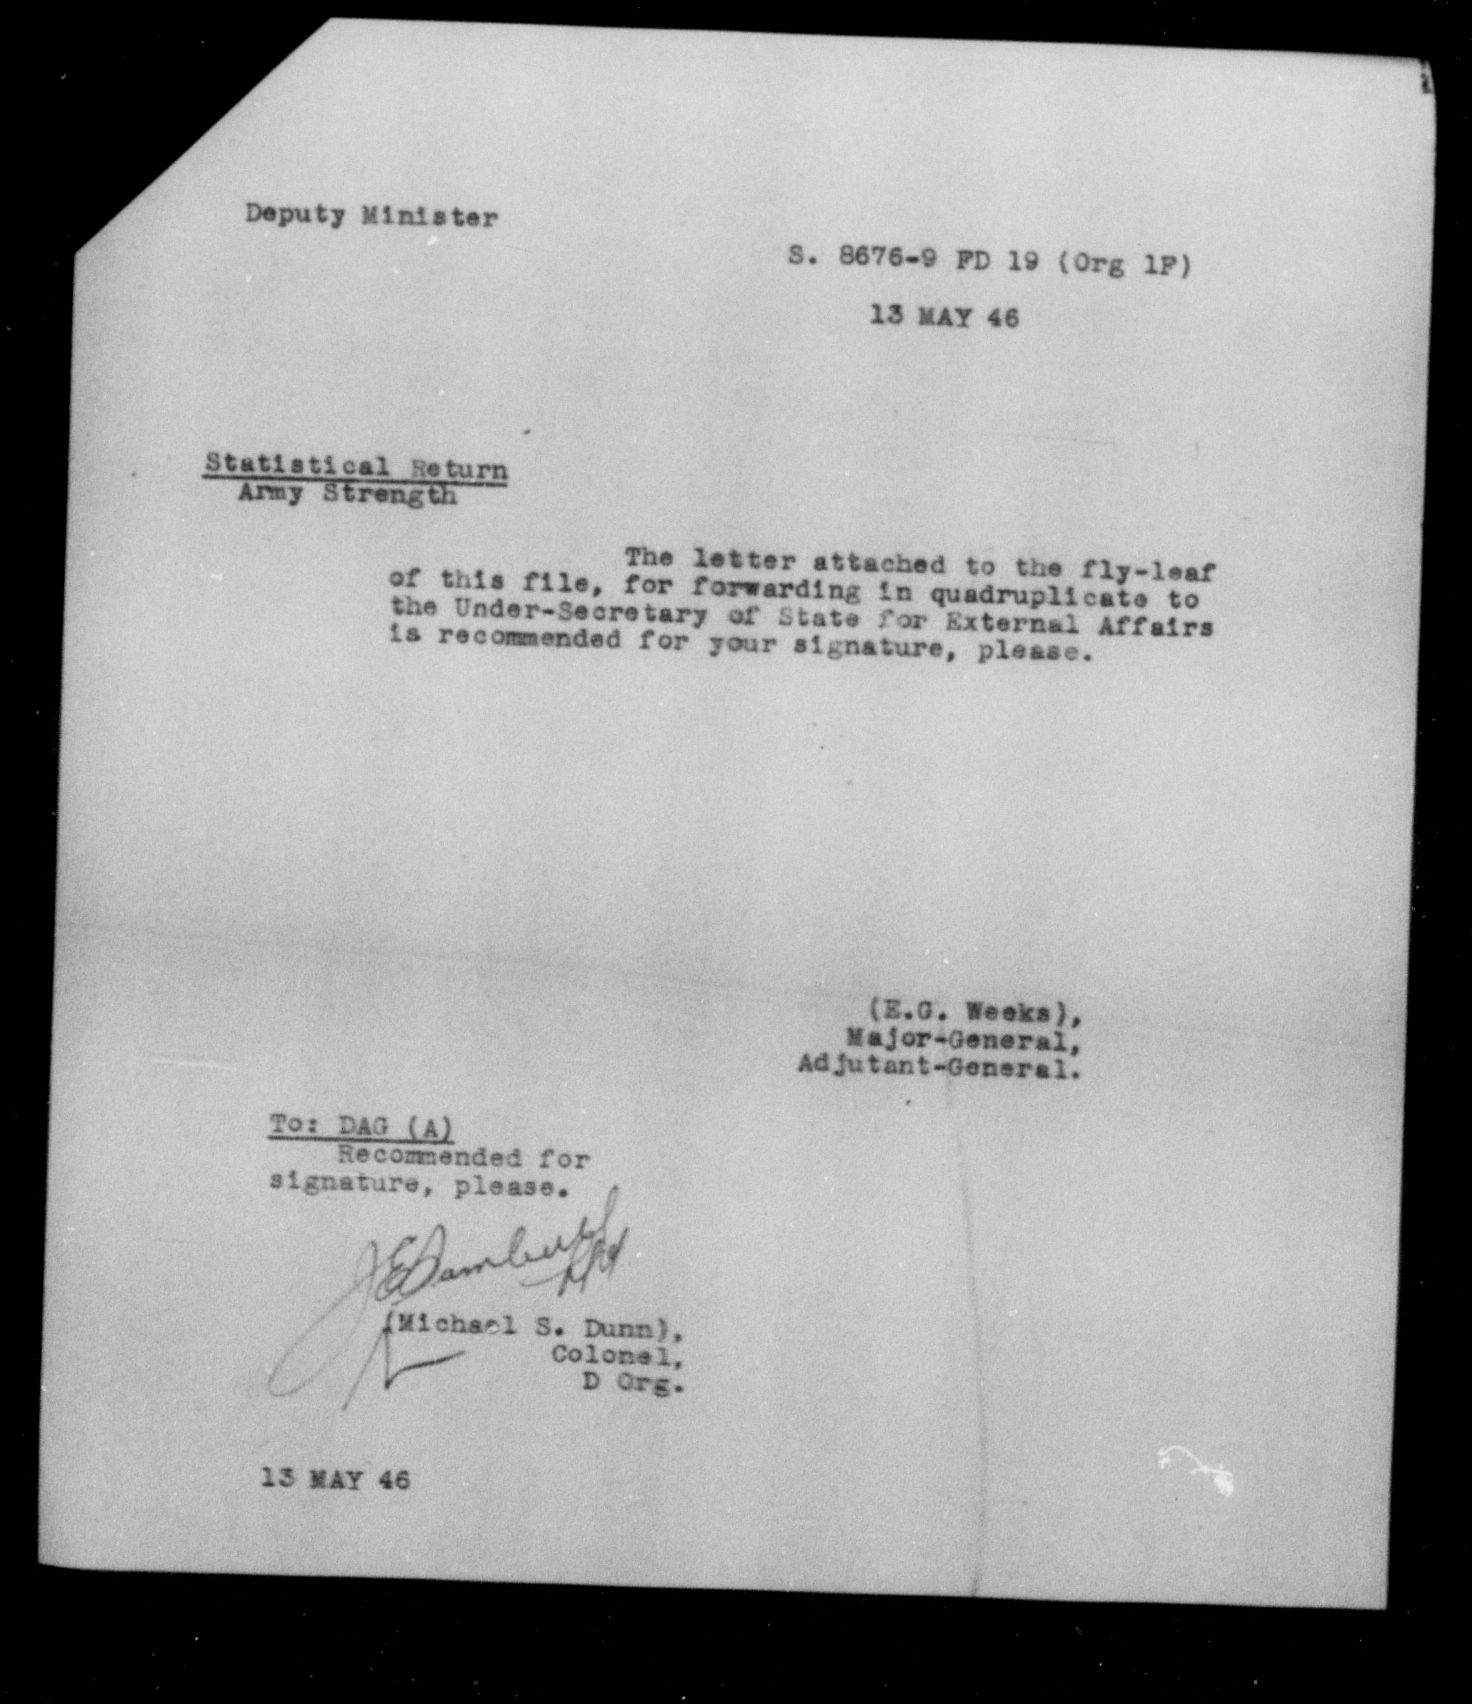 Deputy Minister
S. 8676-9 FD 19 (Org 1F)
13 MAY 46
Statistical Return
Army Strength
The letter attached to the fly-leaf
of this file, for forwarding in quadruplicate to
the Under-Secretary of State for External Affairs
is recommended for your signature, please.
(E.G. Weeks),
Major-General,
Adjutant-General.
To: DAG (A)
Recommended for
signature, please.
(Michael S. Dunn),
Colonel,
D Org.
13 MAY 46